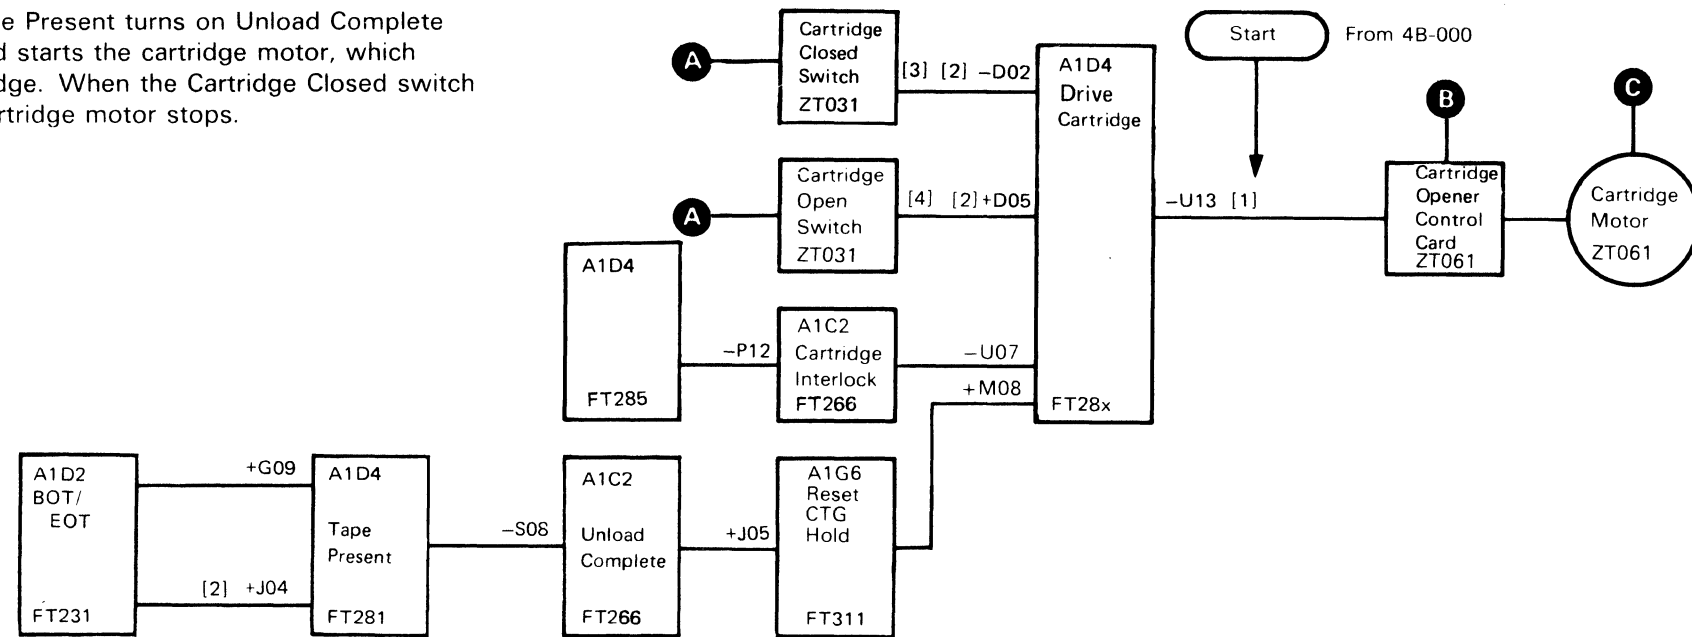 e Present turns on Unload Complete
d starts the cartridge motor, which
dge. When the Cartridge Closed switch
rtridge motor stops.
A
Cartridge
Closed
Switch
ZT031
[3] [2] –D02
A1D4
Drive
Cartridge
FT28x
Start
From 4B-000
A
Cartridge
Open
Switch
ZT031
[4] [2]+D05
–U13 [1]
B
Cartridge
Opener
Control
Card
ZT061
C
Cartridge
Motor
ZT061
A1D4
FT285
–P12
A1C2
Cartridge
Interlock
FT266
–U07
+M08
A1D2
BOT/
EOT
FT231
+G09
[2] +J04
A1D4
Tape
Present
FT281
–S08
A1C2
Unload
Complete
FT266
+J05
A1G6
Reset
CTG
Hold
FT311